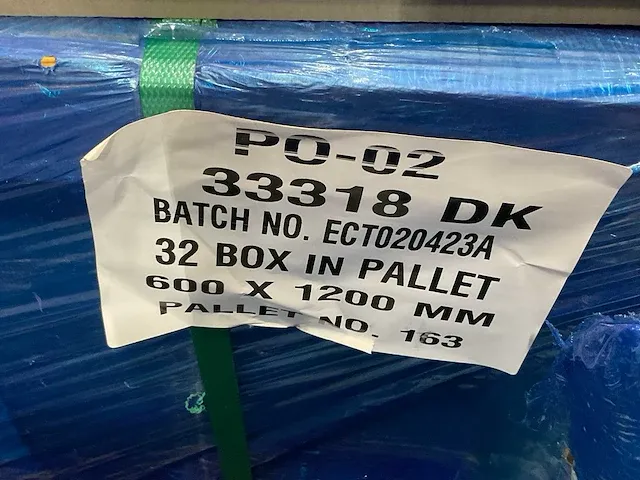 PO-02
33318 DK
BATCH NO. ECT020423A
32 BOX IN PALLET
600 X 1200 MM
PALLET NO. 163